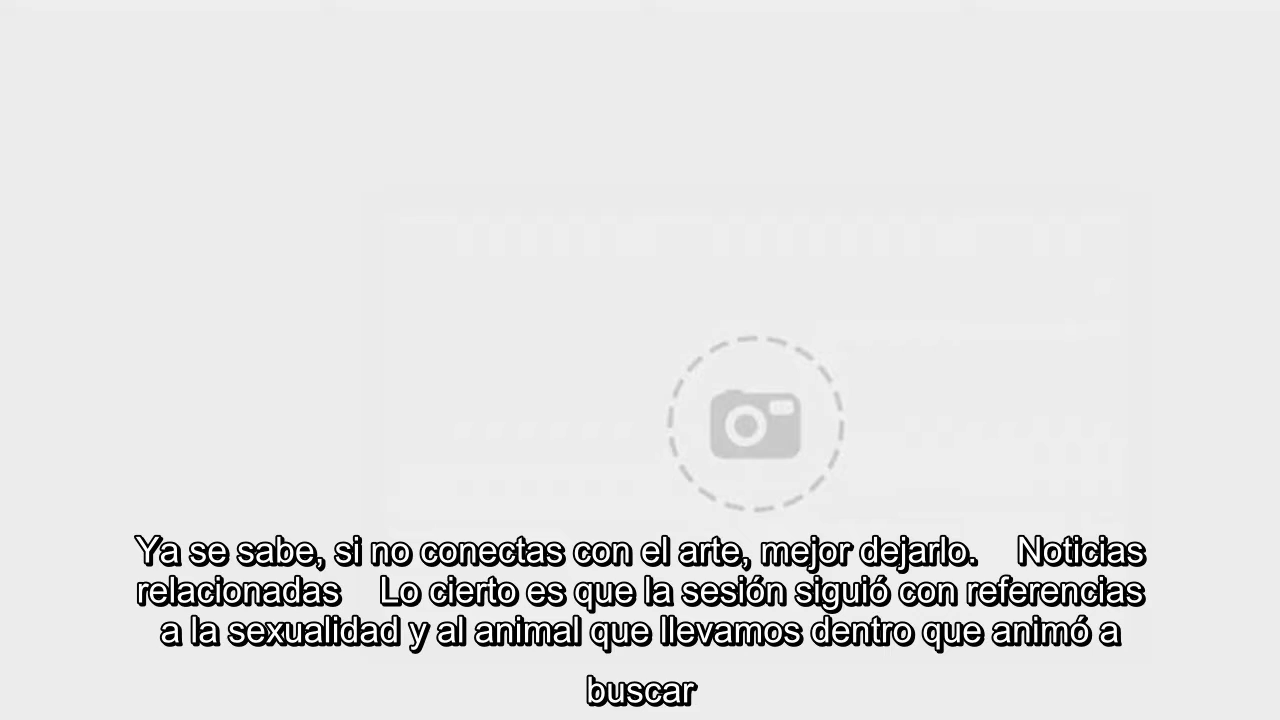 Ya se sabe, si no conectas con el arte, mejor dejarlo. Noticias
relacionadas Lo cierto es que la sesión siguió con referencias
a la sexualidad y al animal que llevamos dentro que animó a
buscar